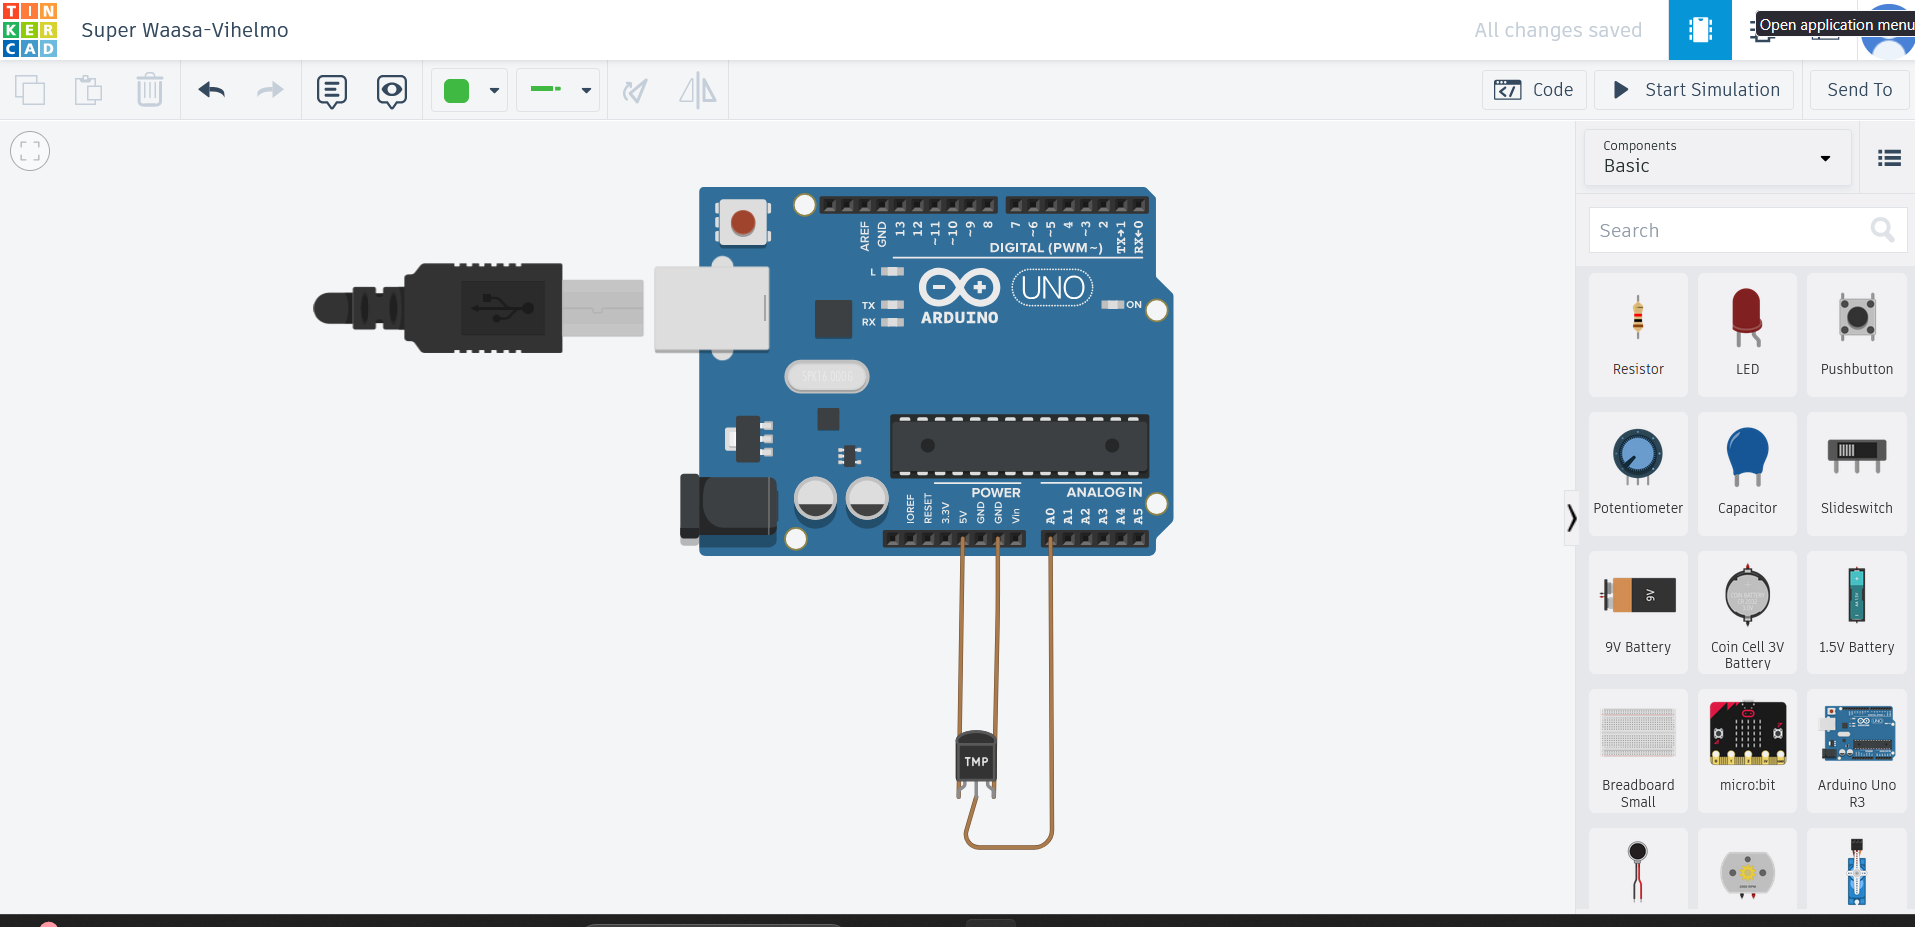 TIN
KER
CAD
Super Waasa-Vihelmo
All changes saved
Open application menu
Code
Start Simulation
Send To
Components
Basic
Search
AREF
GND
13
12
~11
~10
~9
8
7
~6
~5
4
~3
2
TX→1
RX←0
DIGITAL (PWM~)
L
TX
RX
UNO
ON
ARDUINO
POWER
ANALOG IN
IOREF
RESET
3.3V
5V
GND
GND
Vin
A0
A1
A2
A3
A4
A5
TMP
Resistor
LED
Pushbutton
Potentiometer
Capacitor
Slideswitch
9V
9V Battery
Coin Cell 3V
Battery
1.5V Battery
Breadboard
Small
micro:bit
Arduino Uno
R3